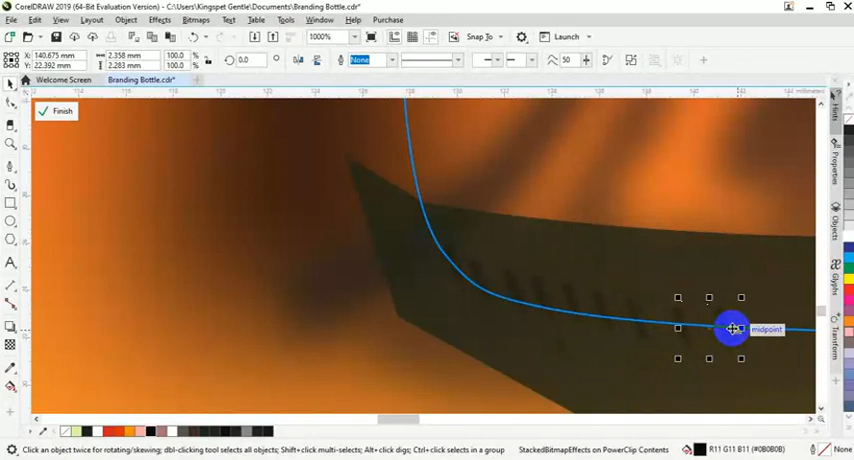 CorelDRAW 2019 (64-Bit Evaluation Version) - C:\Users\Kingspet Gentle\Documents\Branding Bottle.cdr*
File Edit View Layout Object Effects Bitmaps Text Table Tools Window Help Purchase
1000% Snap To Launch
X: 140.675 mm 2.358 mm 100.0 % 0.0 ° None 50
Y: 22.392 mm 2.283 mm 100.0 %
Welcome Screen Branding Bottle.cdr*
millimeters
Finish
Hints
Properties
Objects
Glyphs
Transform
midpoint
Click an object twice for rotating/skewing; dbl-clicking tool selects all objects; Shift+click multi-selects; Alt+click digs; Ctrl+click selects in a group StackedBitmapEffects on PowerClip Contents R11 G11 B11 (#0B0B0B) None